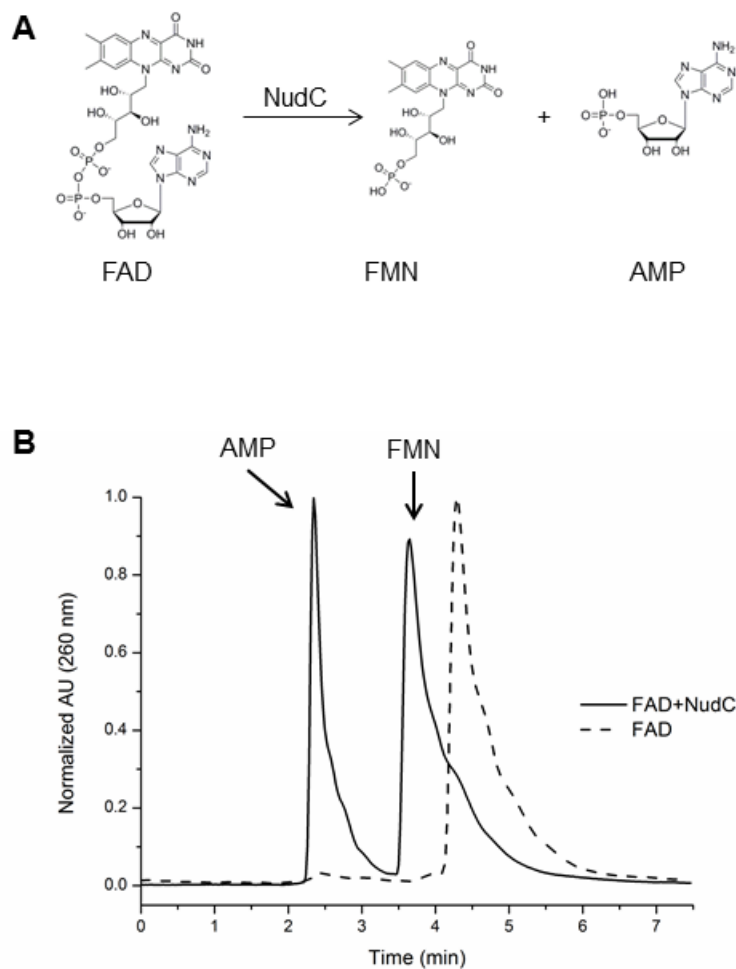 A
NudC
+
FAD
FMN
AMP
B
AMP
FMN
1.0
0.8
0.6
0.4
0.2
0.0
Normalized AU (260 nm)
FAD+NudC
FAD
0 1 2 3 4 5 6 7
Time (min)